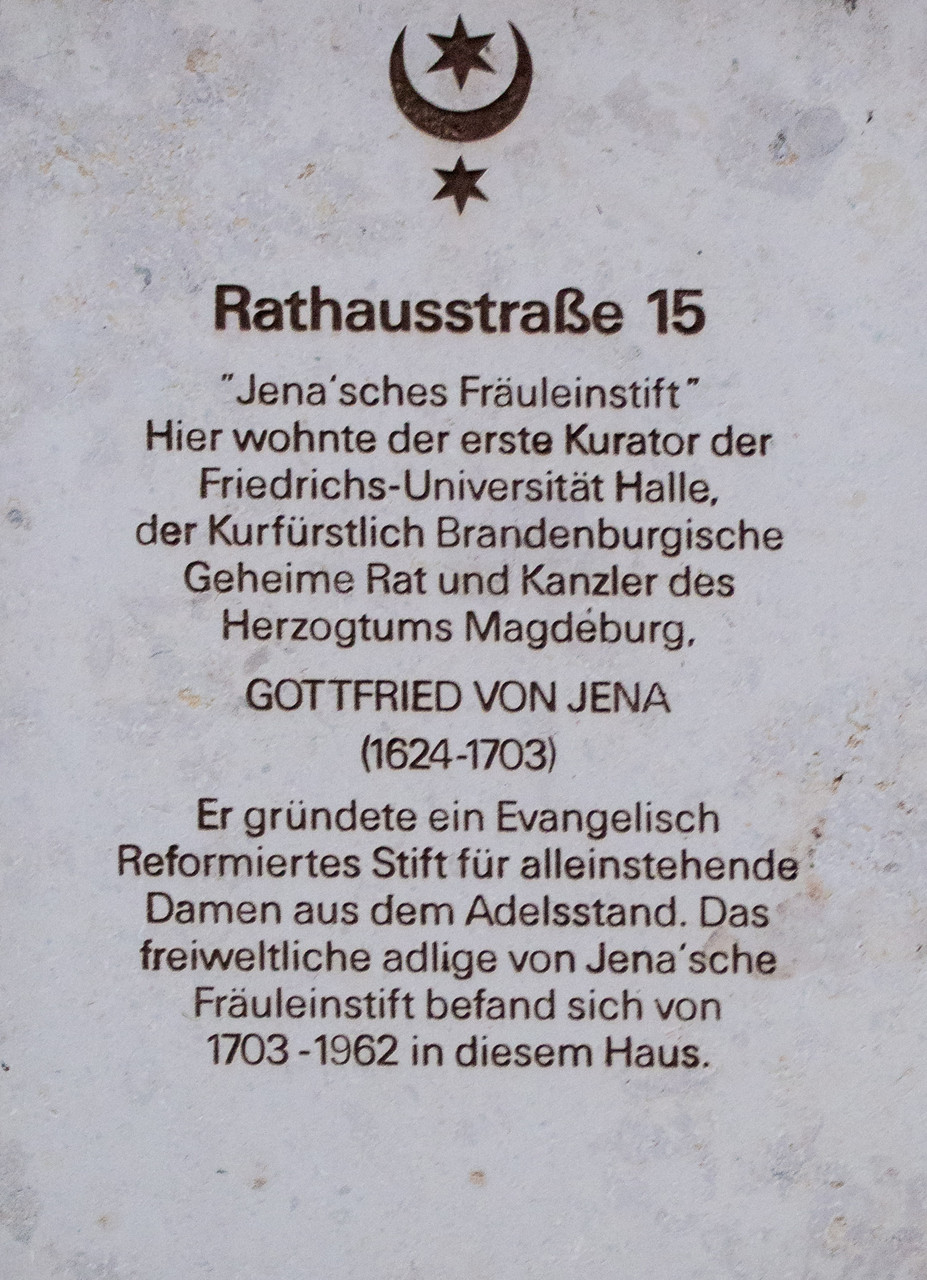 Rathausstraße 15
"Jena'sches Fräuleinstift"
Hier wohnte der erste Kurator der
Friedrichs-Universität Halle,
der Kurfürstlich Brandenburgische
Geheime Rat und Kanzler des
Herzogtums Magdeburg,
GOTTFRIED VON JENA
(1624-1703)
Er gründete ein Evangelisch
Reformiertes Stift für alleinstehende
Damen aus dem Adelsstand. Das
freiweltliche adlige von Jena'sche
Fräuleinstift befand sich von
1703 - 1962 in diesem Haus.